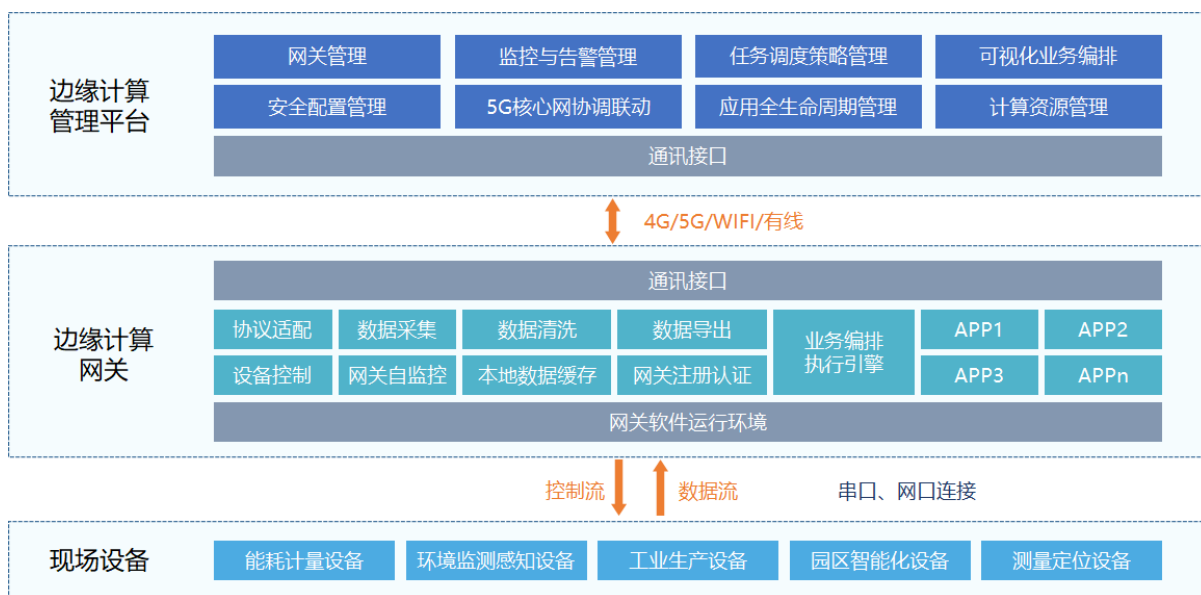 边缘计算
管理平台
网关管理
监控与告警管理
任务调度策略管理
可视化业务编排
安全配置管理
5G核心网协调联动
应用全生命周期管理
计算资源管理
通讯接口
4G/5G/WIFI/有线
边缘计算
网关
通讯接口
协议适配
数据采集
数据清洗
数据导出
业务编排
执行引擎
APP1
APP2
设备控制
网关自监控
本地数据缓存
网关注册认证
APP3
APPn
网关软件运行环境
控制流
数据流
串口、网口连接
现场设备
能耗计量设备
环境监测感知设备
工业生产设备
园区智能化设备
测量定位设备